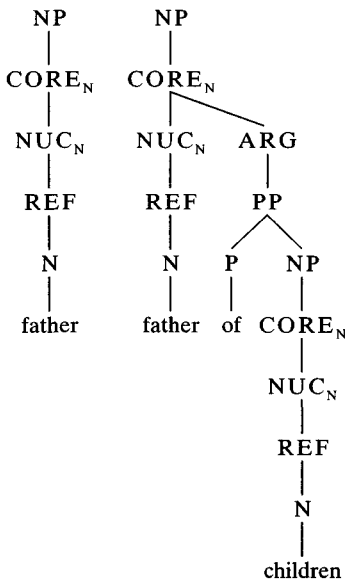 NP NP
CORE_N CORE_N
NUC_N NUC_N ARG
REF REF PP
N N P NP
father father of CORE_N
NUC_N
REF
N
children